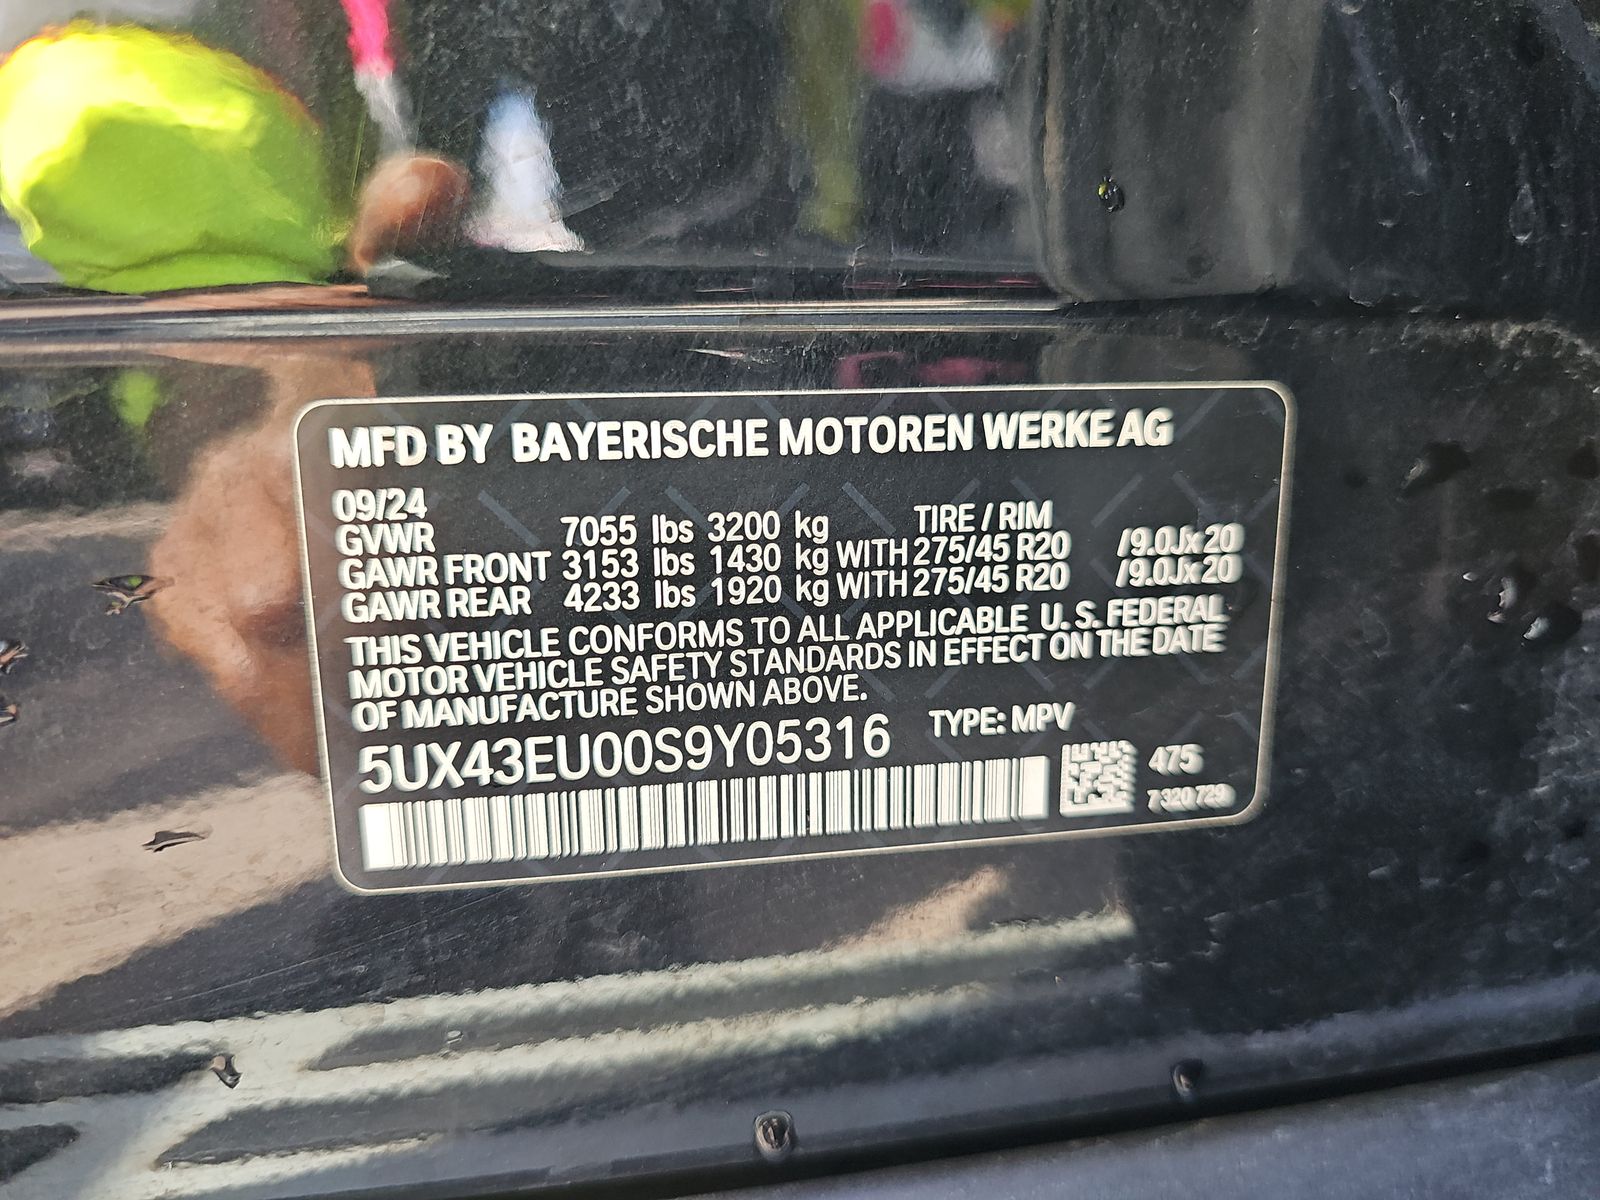 MFD BY BAYERISCHE MOTOREN WERKE AG
09/24
GVWR 7055 lbs 3200 kg TIRE / RIM
GAWR FRONT 3153 lbs 1430 kg WITH 275/45 R20 /9.0Jx20
GAWR REAR 4233 lbs 1920 kg WITH 275/45 R20 /9.0Jx20
THIS VEHICLE CONFORMS TO ALL APPLICABLE U.S. FEDERAL
MOTOR VEHICLE SAFETY STANDARDS IN EFFECT ON THE DATE
OF MANUFACTURE SHOWN ABOVE.
5UX43EU00S9Y05316 TYPE: MPV
475
7 320 729